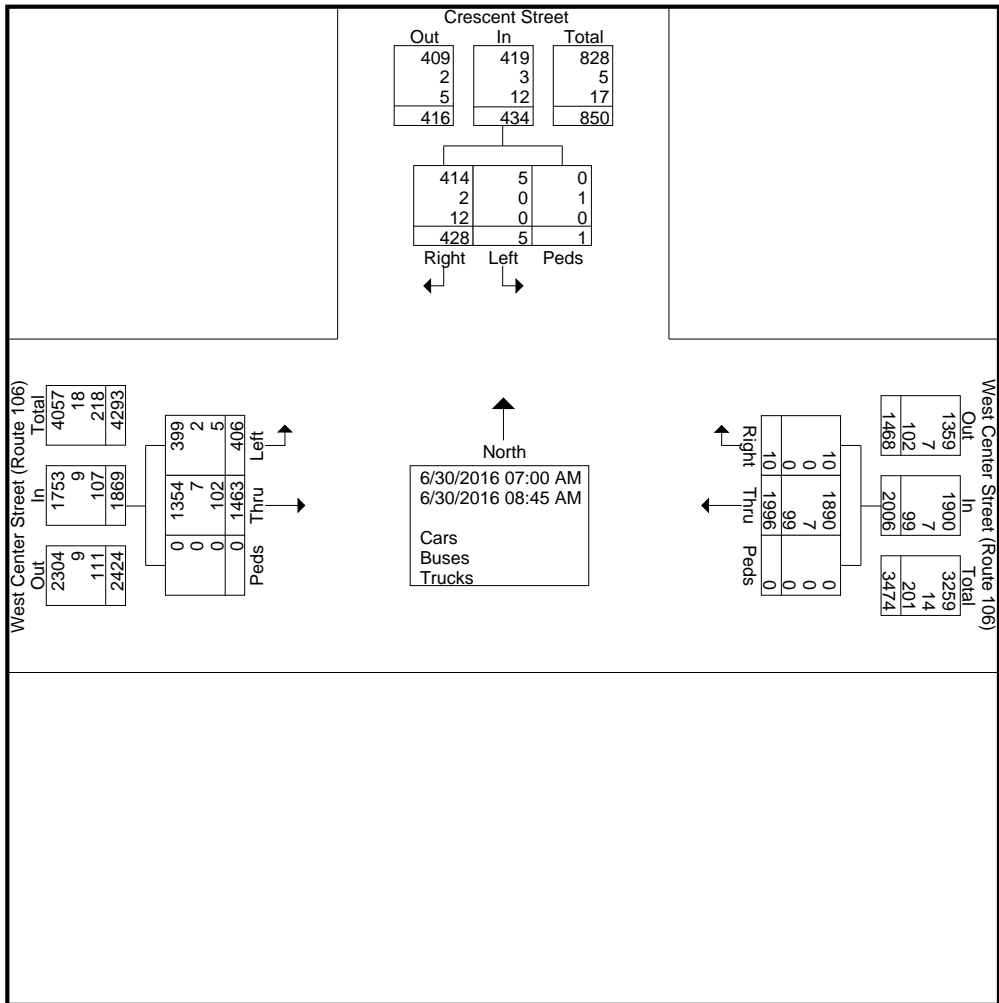 Crescent Street
Out In Total
409 419 828
2 3 5
5 12 17
416 434 850
414 5 0
2 0 1
12 0 0
428 5 1
Right Left Peds
West Center Street (Route 106)
Total In Out
4057 1753 2304
18 9 9
218 107 111
4293 1869 2424
399 1354 0
2 7 0
5 102 0
406 1463 0
Left Thru Peds
North
6/30/2016 07:00 AM
6/30/2016 08:45 AM
Cars
Buses
Trucks
Right Thru Peds
10 1890 0
0 7 0
0 99 0
10 1996 0
West Center Street (Route 106)
Out In Total
1359 1900 3259
7 7 14
102 99 201
1468 2006 3474